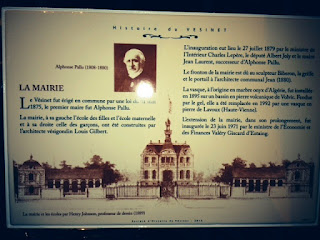 Histoire du VESINET
Alphonse Pallu (1808-1880)
LA MAIRIE
Le Vésinet fut érigé en commune par une loi du
1875, le premier maire fut Alphonse Pallu.
La mairie, à sa gauche l'école des filles et l'école maternelle
et à sa droite celle des garçons, ont été construites par
l'architecte vésigondin Louis Gilbert.
L'inauguration eut lieu le 27 juillet 1879 par le ministre de
l'Intérieur Charles Lepère, le député Albert Joly et le maire
Jean Laurent, successeur d'Alphonse Pallu.
Le fronton de la mairie est dû au sculpteur Bilbaron, la grille
et le portail à l'architecte communal Jean (1880).
La vasque, à l'origine en marbre onyx d'Algérie, fut installée
en 1895 sur un bassin en pierre volcanique de Volvic. Fendue
par le gel, elle a été remplacée en 1992 par une vasque en
pierre de Lavoux (Haute-Vienne).
L'extension de la mairie, dans son prolongement, fut
inaugurée le 23 juin 1971 par le ministre de l'Economie et
des Finances Valéry Giscard d'Estaing.
La mairie et les écoles par Henry Johnson, professeur de dessin